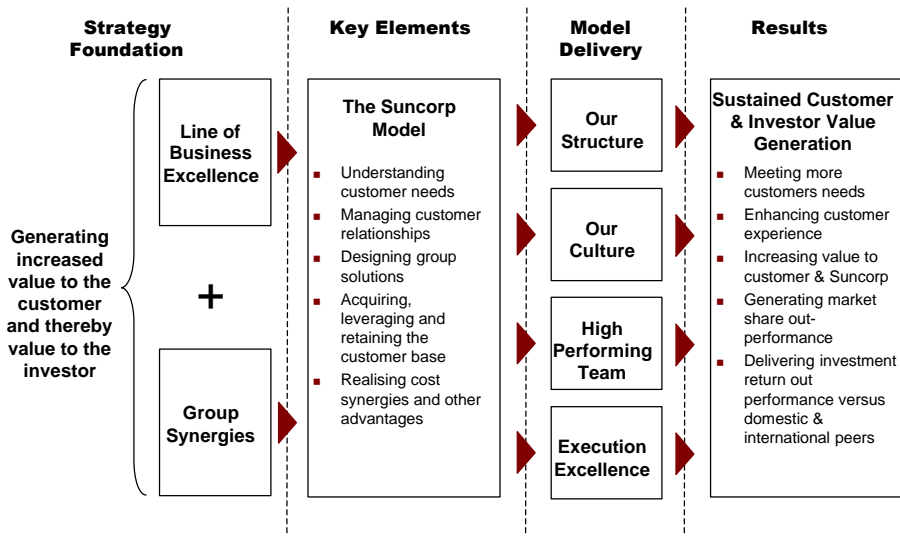 Strategy
Foundation
Key Elements
Model
Delivery
Results
Generating
increased
value to the
customer
and thereby
value to the
investor
Line of
Business
Excellence
+
Group
Synergies
The Suncorp
Model
Understanding
customer needs
Managing customer
relationships
Designing group
solutions
Acquiring,
leveraging and
retaining the
customer base
Realising cost
synergies and other
advantages
Our
Structure
Our
Culture
High
Performing
Team
Execution
Excellence
Sustained Customer
& Investor Value
Generation
Meeting more
customers needs
Enhancing customer
experience
Increasing value to
customer & Suncorp
Generating market
share out-
performance
Delivering investment
return out
performance versus
domestic &
international peers